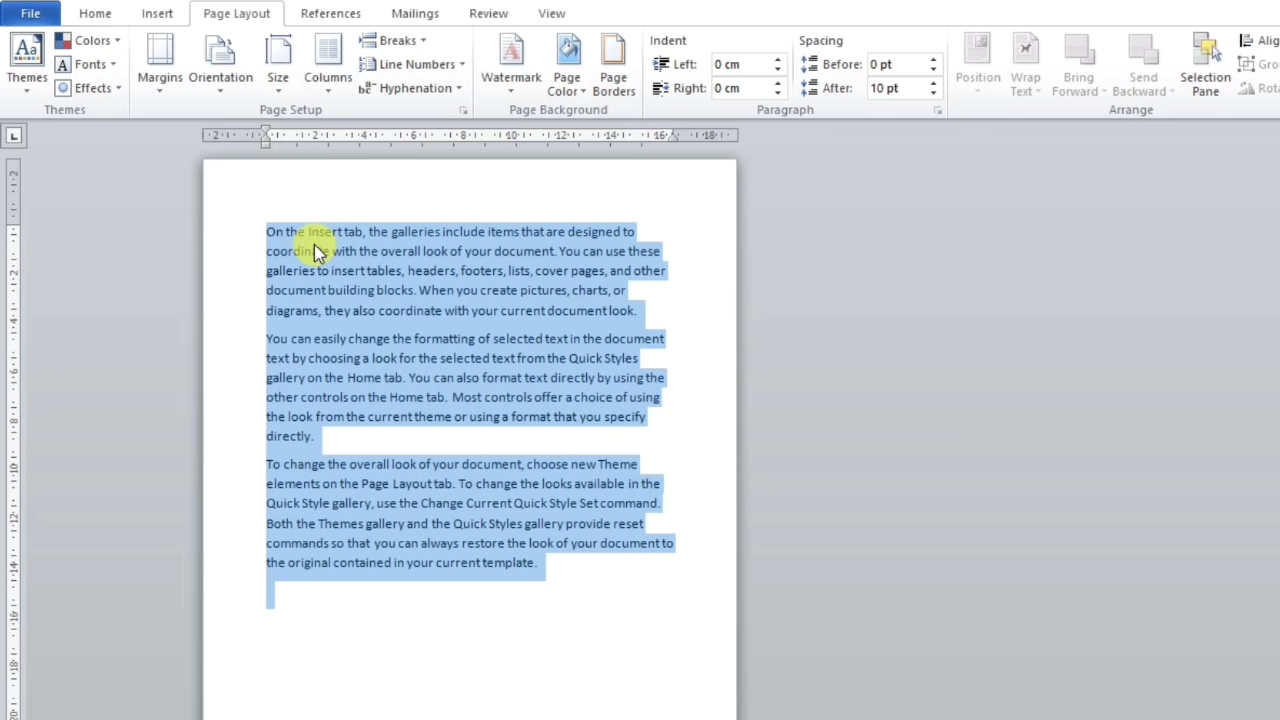 File Home Insert Page Layout References Mailings Review View
Themes
Colors
Fonts
Effects
Themes
Margins
Orientation
Size
Columns
Breaks
Line Numbers
Hyphenation
Page Setup
Watermark
Page Color
Page Borders
Page Background
Indent
Left: 0 cm
Right: 0 cm
Spacing
Before: 0 pt
After: 10 pt
Paragraph
Position
Wrap Text
Bring Forward
Send Backward
Selection Pane
Arrange
On the Insert tab, the galleries include items that are designed to
coordinate with the overall look of your document. You can use these
galleries to insert tables, headers, footers, lists, cover pages, and other
document building blocks. When you create pictures, charts, or
diagrams, they also coordinate with your current document look.
You can easily change the formatting of selected text in the document
text by choosing a look for the selected text from the Quick Styles
gallery on the Home tab. You can also format text directly by using the
other controls on the Home tab. Most controls offer a choice of using
the look from the current theme or using a format that you specify
directly.
To change the overall look of your document, choose new Theme
elements on the Page Layout tab. To change the looks available in the
Quick Style gallery, use the Change Current Quick Style Set command.
Both the Themes gallery and the Quick Styles gallery provide reset
commands so that you can always restore the look of your document to
the original contained in your current template.